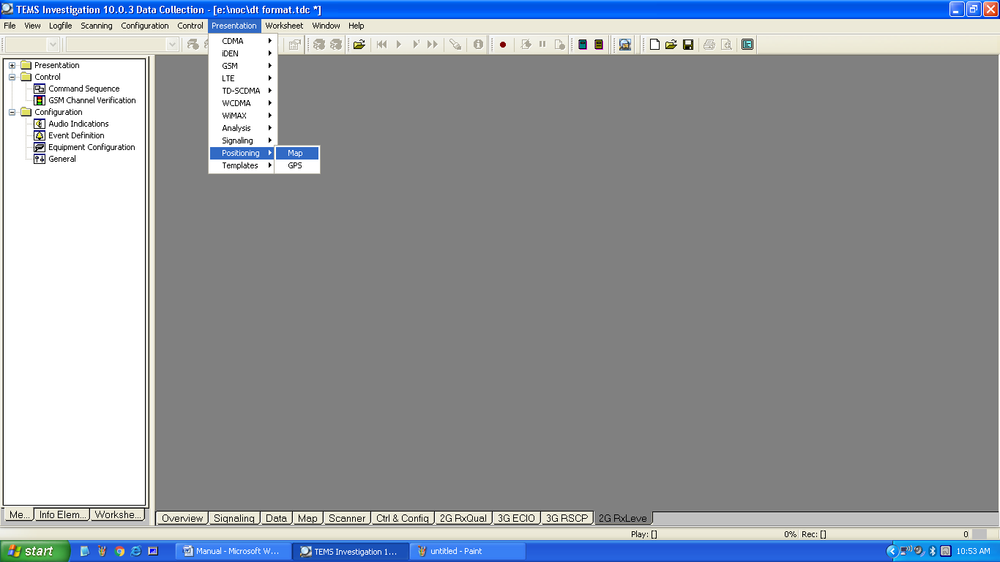 TEMS Investigation 10.0.3 Data Collection - [e:\noc\dt format.tdc *]
File View Logfile Scanning Configuration Control Presentation Worksheet Window Help
CDMA
iDEN
GSM
LTE
TD-SCDMA
WCDMA
WiMAX
Analysis
Signaling
Positioning
Templates
Map
GPS
Presentation
Control
Command Sequence
GSM Channel Verification
Configuration
Audio Indications
Event Definition
Equipment Configuration
General
Me... Info Elem... Workshe...
Overview Signaling Data Map Scanner Ctrl & Config 2G RxQual 3G ECIO 3G RSCP 2G RxLeve
Play: [] 0% Rec: [] 0
start Manual - Microsoft W... TEMS Investigation 1... untitled - Paint 10:53 AM